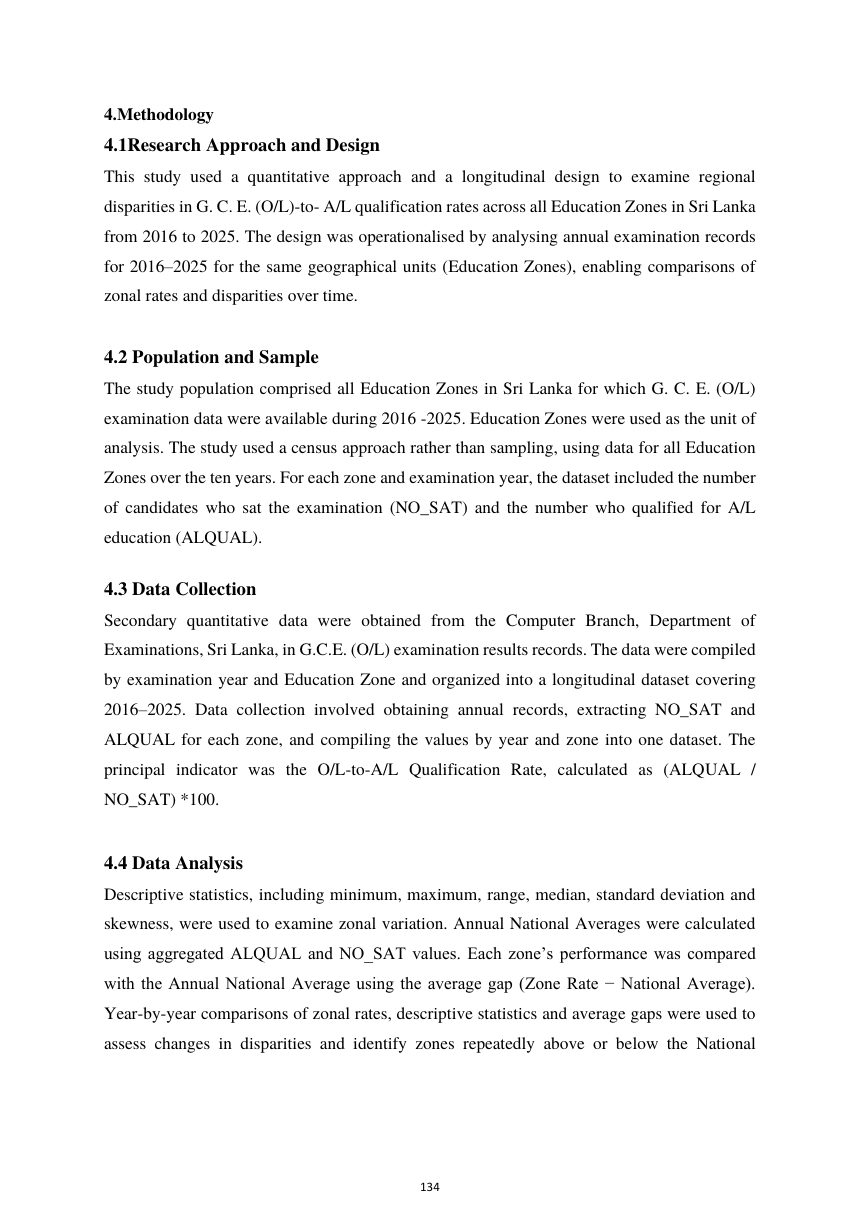 4.Methodology
4.1Research Approach and Design
This study used a quantitative approach and a longitudinal design to examine regional
disparities in G. C. E. (O/L)-to- A/L qualification rates across all Education Zones in Sri Lanka
from 2016 to 2025. The design was operationalised by analysing annual examination records
for 2016–2025 for the same geographical units (Education Zones), enabling comparisons of
zonal rates and disparities over time.
4.2 Population and Sample
The study population comprised all Education Zones in Sri Lanka for which G. C. E. (O/L)
examination data were available during 2016 -2025. Education Zones were used as the unit of
analysis. The study used a census approach rather than sampling, using data for all Education
Zones over the ten years. For each zone and examination year, the dataset included the number
of candidates who sat the examination (NO_SAT) and the number who qualified for A/L
education (ALQUAL).
4.3 Data Collection
Secondary quantitative data were obtained from the Computer Branch, Department of
Examinations, Sri Lanka, in G.C.E. (O/L) examination results records. The data were compiled
by examination year and Education Zone and organized into a longitudinal dataset covering
2016–2025. Data collection involved obtaining annual records, extracting NO_SAT and
ALQUAL for each zone, and compiling the values by year and zone into one dataset. The
principal indicator was the O/L-to-A/L Qualification Rate, calculated as (ALQUAL /
NO_SAT) *100.
4.4 Data Analysis
Descriptive statistics, including minimum, maximum, range, median, standard deviation and
skewness, were used to examine zonal variation. Annual National Averages were calculated
using aggregated ALQUAL and NO_SAT values. Each zone’s performance was compared
with the Annual National Average using the average gap (Zone Rate − National Average).
Year-by-year comparisons of zonal rates, descriptive statistics and average gaps were used to
assess changes in disparities and identify zones repeatedly above or below the National
134